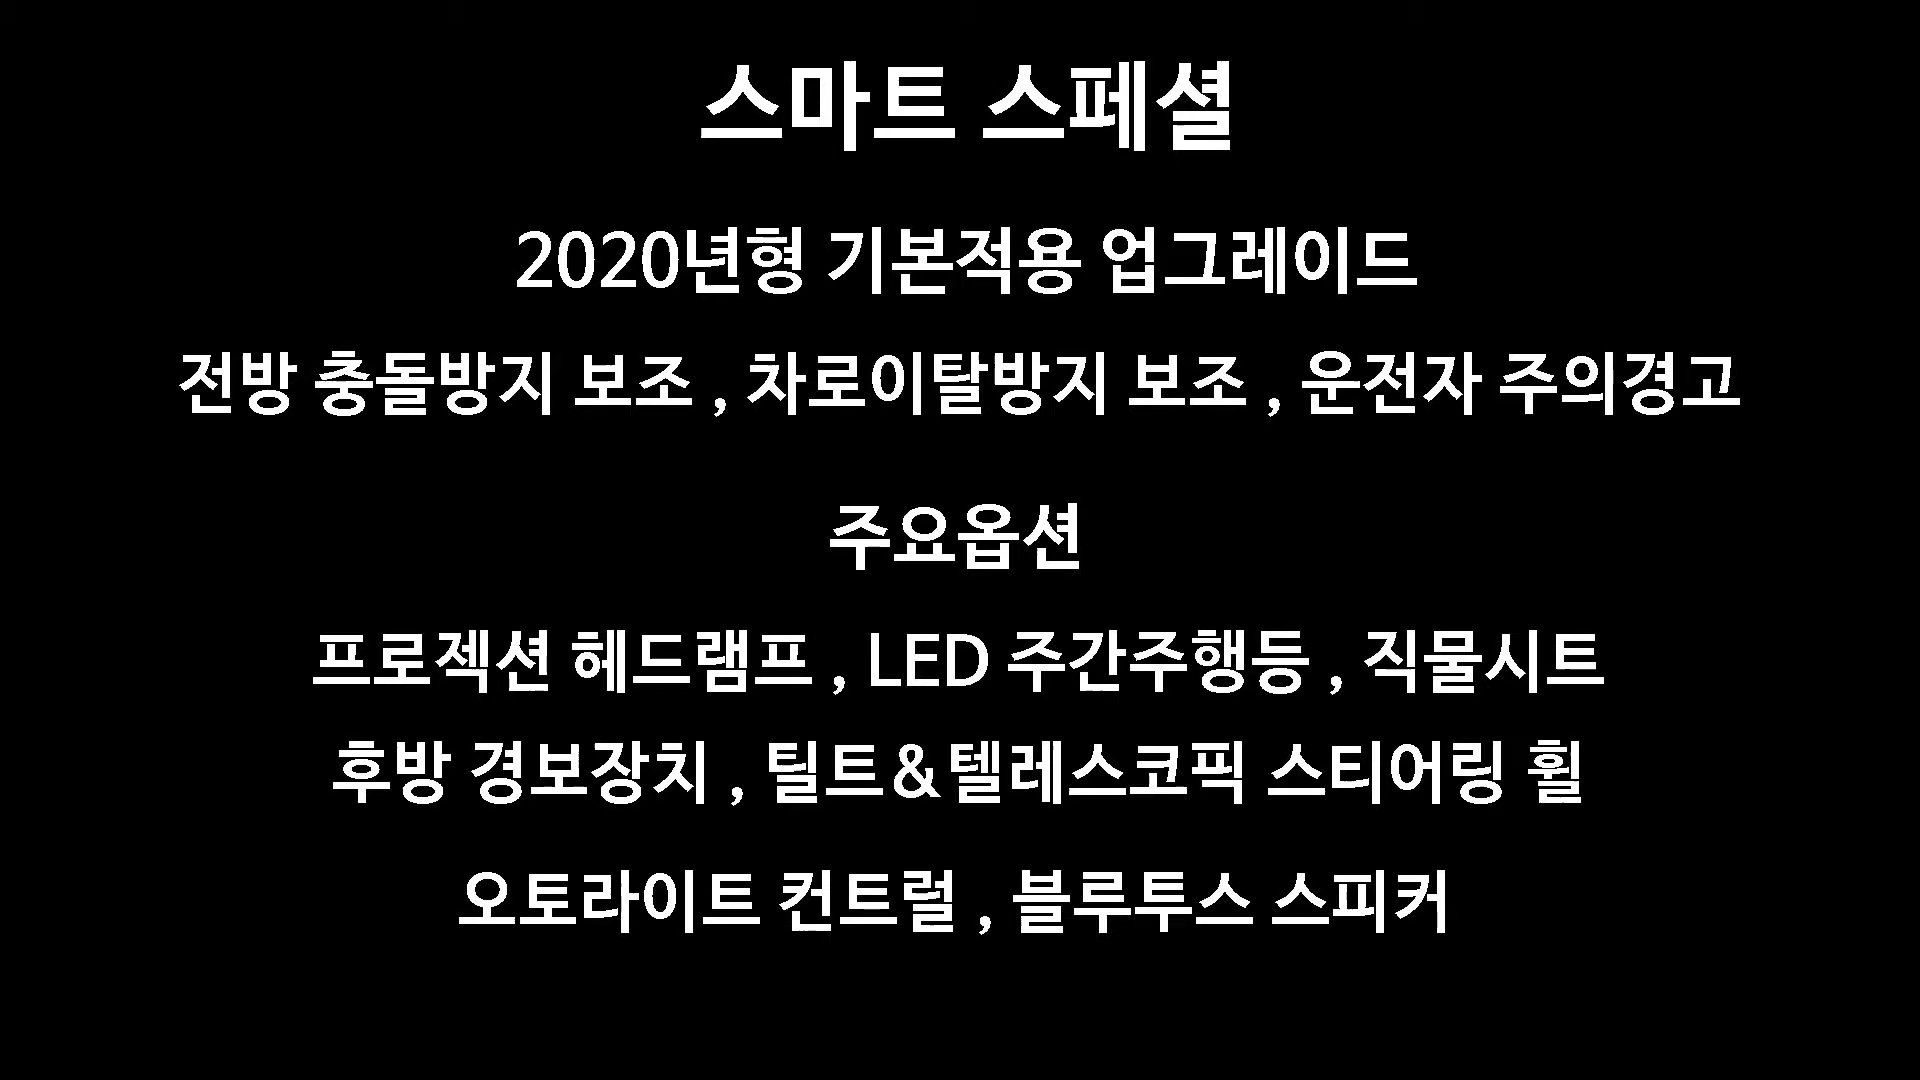 스마트 스페셜
2020년형 기본적용 업그레이드
전방 충돌방지 보조 , 차로이탈방지 보조 , 운전자 주의경고
주요옵션
프로젝션 헤드램프 , LED 주간주행등 , 직물시트
후방 경보장치 , 틸트&텔레스코픽 스티어링 휠
오토라이트 컨트럴 , 블루투스 스피커